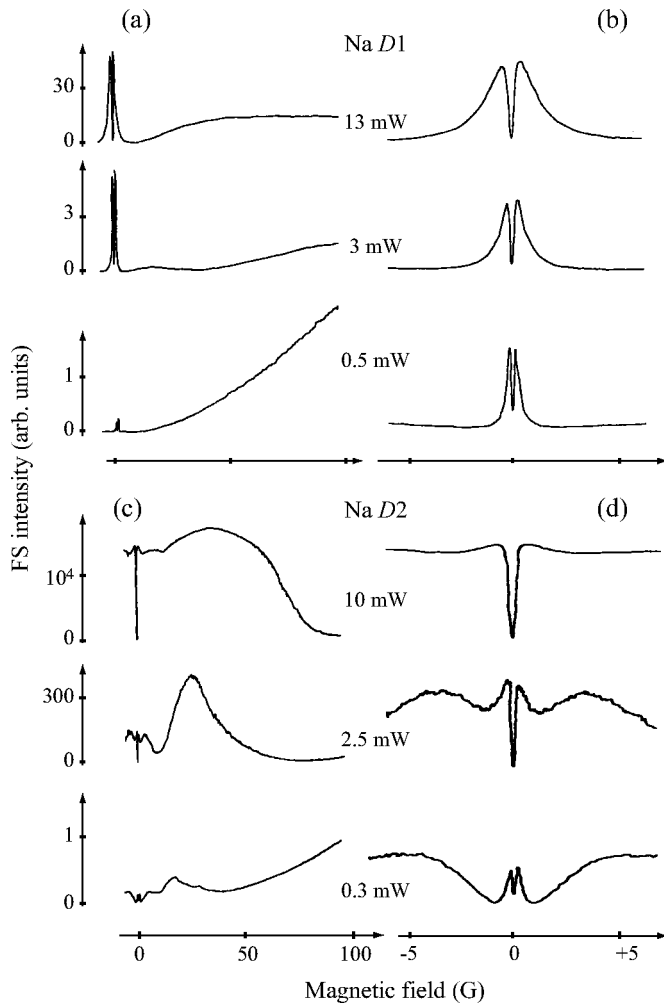 (a)
Na D1
(b)
30
0
13 mW
3
0
3 mW
1
0
0.5 mW
FS intensity (arb. units)
(c)
Na D2
(d)
10⁴
0
10 mW
300
0
2.5 mW
1
0
0.3 mW
0 50 100 -5 0 +5
Magnetic field (G)